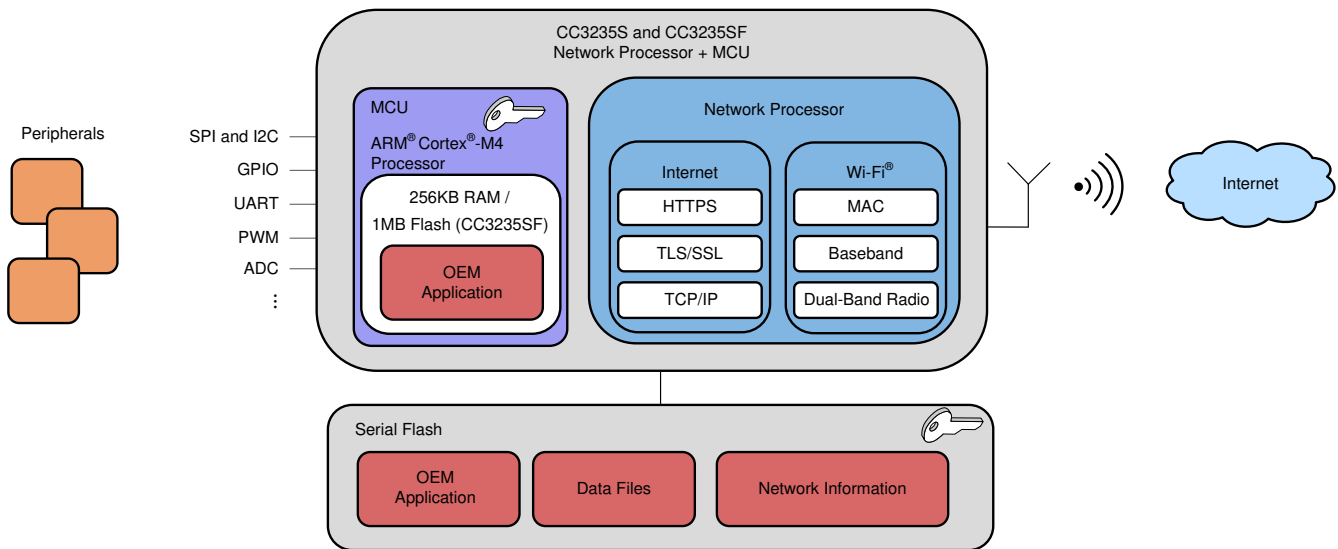 CC3235S and CC3235SF
Network Processor + MCU
Peripherals
SPI and I2C
GPIO
UART
PWM
ADC
⋮
MCU
ARM® Cortex®-M4
Processor
256KB RAM /
1MB Flash (CC3235SF)
OEM
Application
Network Processor
Internet
HTTPS
TLS/SSL
TCP/IP
Wi-Fi®
MAC
Baseband
Dual-Band Radio
Internet
Serial Flash
OEM
Application
Data Files
Network Information